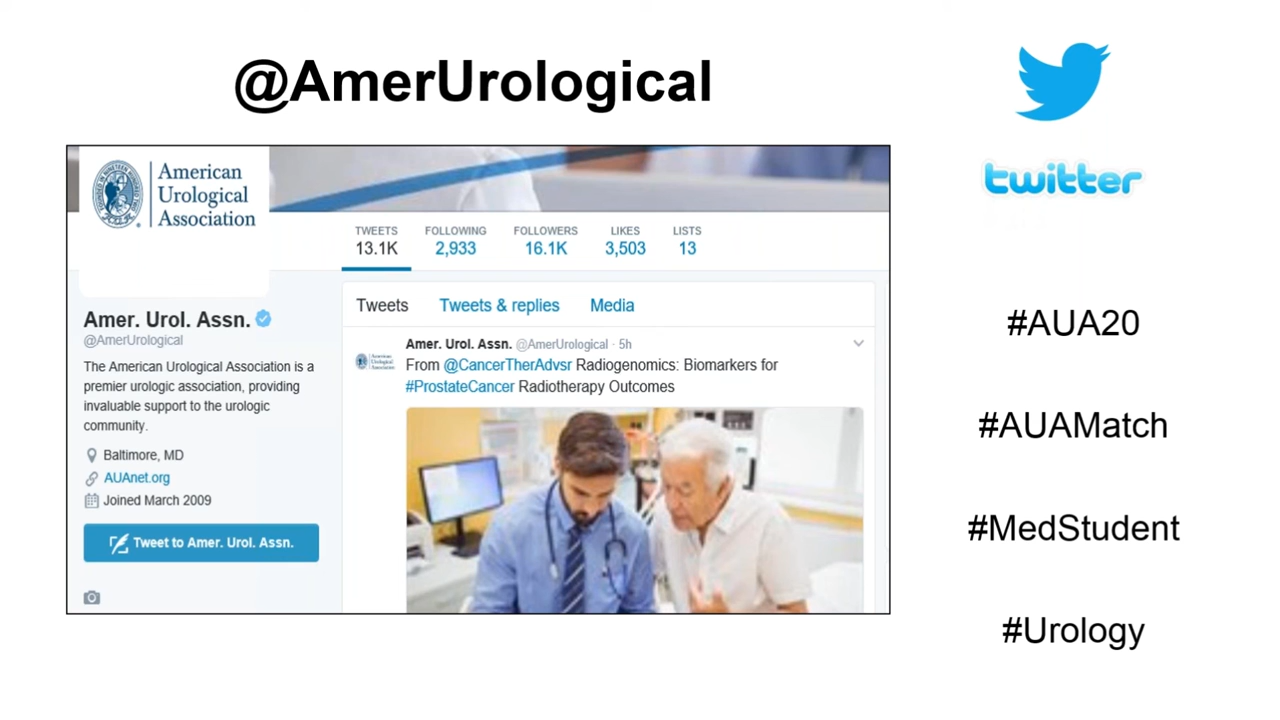 @AmerUrological
twitter
American
Urological
Association
TWEETS
13.1K
FOLLOWING
2,933
FOLLOWERS
16.1K
LIKES
3,503
LISTS
13
Amer. Urol. Assn.
@AmerUrological
The American Urological Association is a
premier urologic association, providing
invaluable support to the urologic
community.
Baltimore, MD
AUAnet.org
Joined March 2009
Tweet to Amer. Urol. Assn.
Tweets Tweets & replies Media
Amer. Urol. Assn. @AmerUrological · 5h
American
Urological
Association
From @CancerTherAdvsr Radiogenomics: Biomarkers for
#ProstateCancer Radiotherapy Outcomes
#AUA20
#AUAMatch
#MedStudent
#Urology